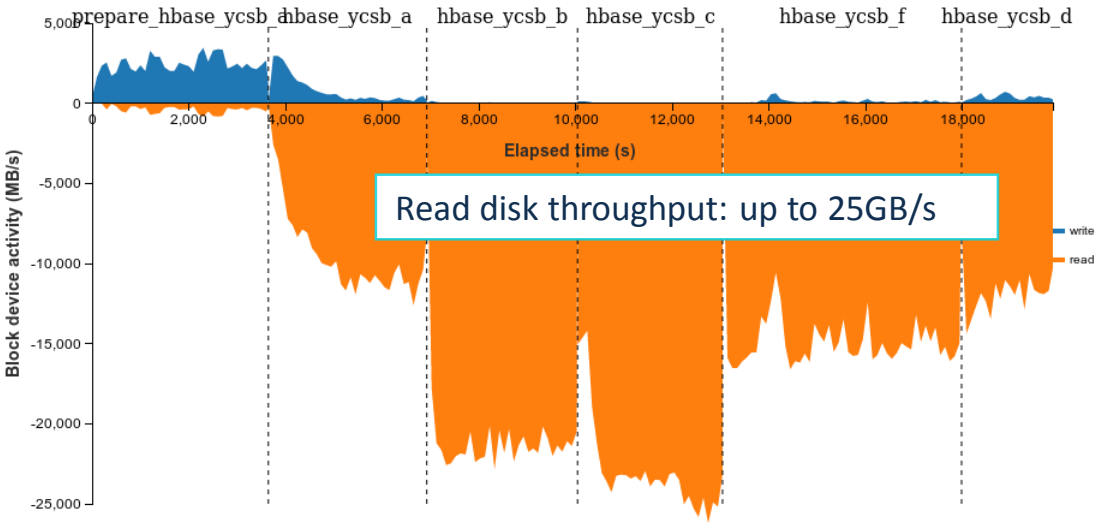 prepare_hbase_ycsb_a hbase_ycsb_a hbase_ycsb_b hbase_ycsb_c hbase_ycsb_f hbase_ycsb_d
5,000
0
0 2,000 4,000 6,000 8,000 10,000 12,000 14,000 16,000 18,000
Elapsed time (s)
-5,000
Read disk throughput: up to 25GB/s
write
read
-10,000
-15,000
-20,000
-25,000
Block device activity (MB/s)